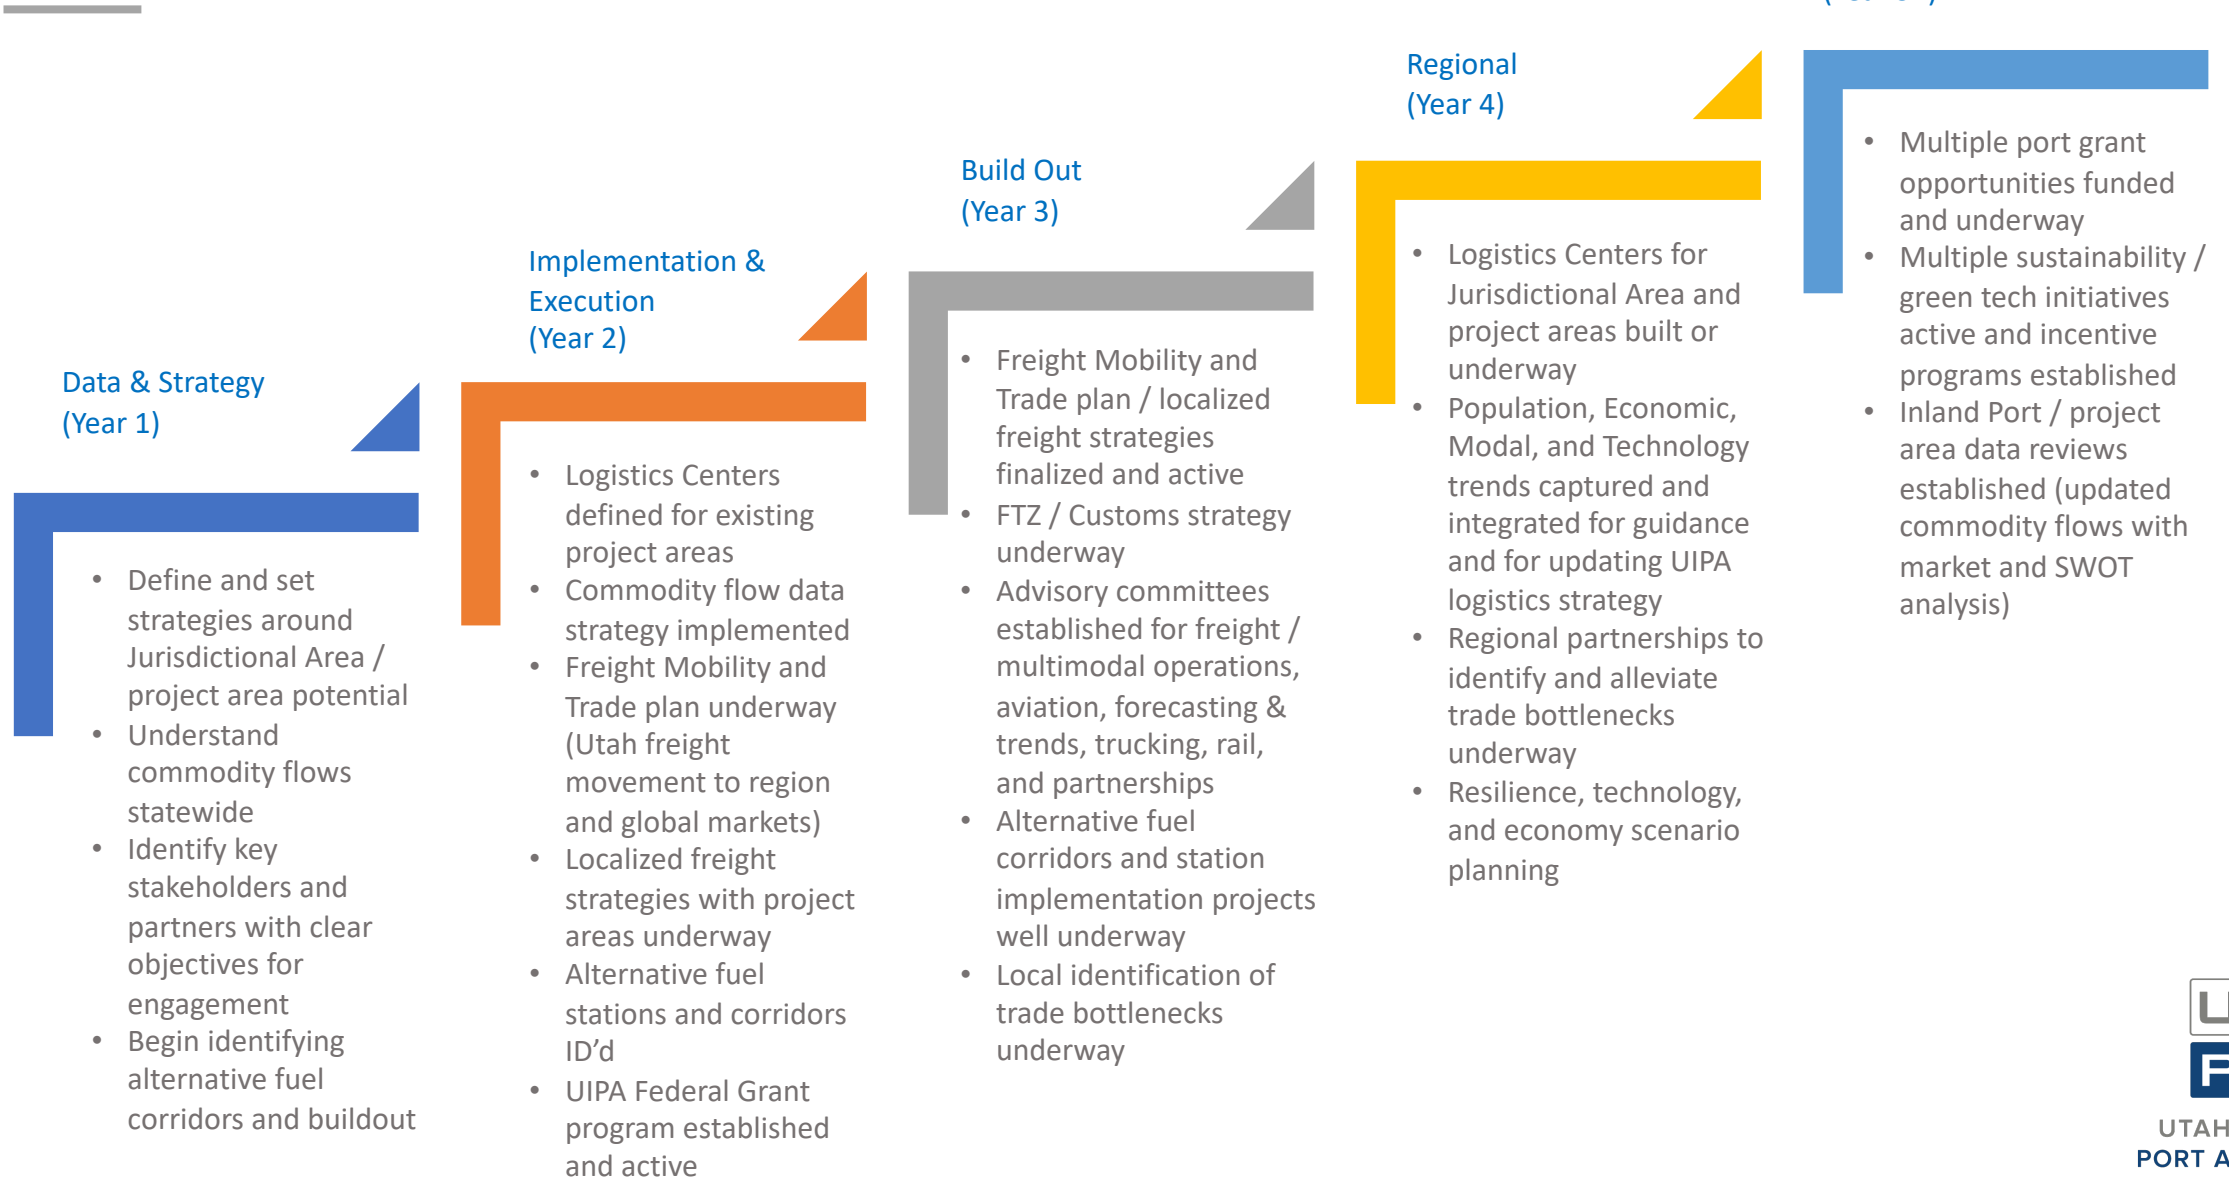 Data & Strategy
(Year 1)
• Define and set
strategies around
Jurisdictional Area /
project area potential
• Understand
commodity flows
statewide
• Identify key
stakeholders and
partners with clear
objectives for
engagement
• Begin identifying
alternative fuel
corridors and buildout
Implementation &
Execution
(Year 2)
• Logistics Centers
defined for existing
project areas
• Commodity flow data
strategy implemented
• Freight Mobility and
Trade plan underway
(Utah freight
movement to region
and global markets)
• Localized freight
strategies with project
areas underway
• Alternative fuel
stations and corridors
ID’d
• UIPA Federal Grant
program established
and active
Build Out
(Year 3)
• Freight Mobility and
Trade plan / localized
freight strategies
finalized and active
• FTZ / Customs strategy
underway
• Advisory committees
established for freight /
multimodal operations,
aviation, forecasting &
trends, trucking, rail,
and partnerships
• Alternative fuel
corridors and station
implementation projects
well underway
• Local identification of
trade bottlenecks
underway
Regional
(Year 4)
• Logistics Centers for
Jurisdictional Area and
project areas built or
underway
• Population, Economic,
Modal, and Technology
trends captured and
integrated for guidance
and for updating UIPA
logistics strategy
• Regional partnerships to
identify and alleviate
trade bottlenecks
underway
• Resilience, technology,
and economy scenario
planning
• Multiple port grant
opportunities funded
and underway
• Multiple sustainability /
green tech initiatives
active and incentive
programs established
• Inland Port / project
area data reviews
established (updated
commodity flows with
market and SWOT
analysis)
UTAH
PORT A